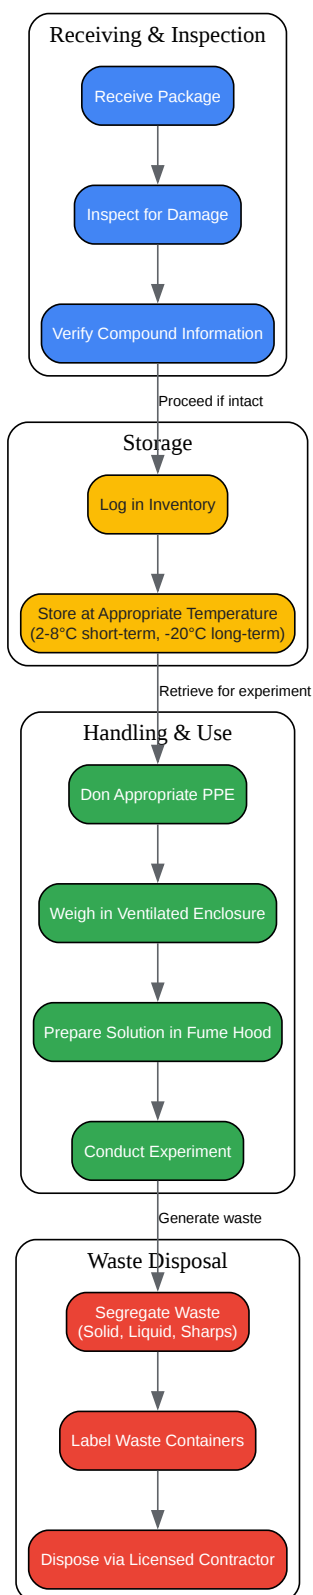 Receiving & Inspection
Receive Package
Inspect for Damage
Verify Compound Information
Proceed if intact
Storage
Log in Inventory
Store at Appropriate Temperature
(2-8°C short-term, -20°C long-term)
Retrieve for experiment
Handling & Use
Don Appropriate PPE
Weigh in Ventilated Enclosure
Prepare Solution in Fume Hood
Conduct Experiment
Generate waste
Waste Disposal
Segregate Waste
(Solid, Liquid, Sharps)
Label Waste Containers
Dispose via Licensed Contractor